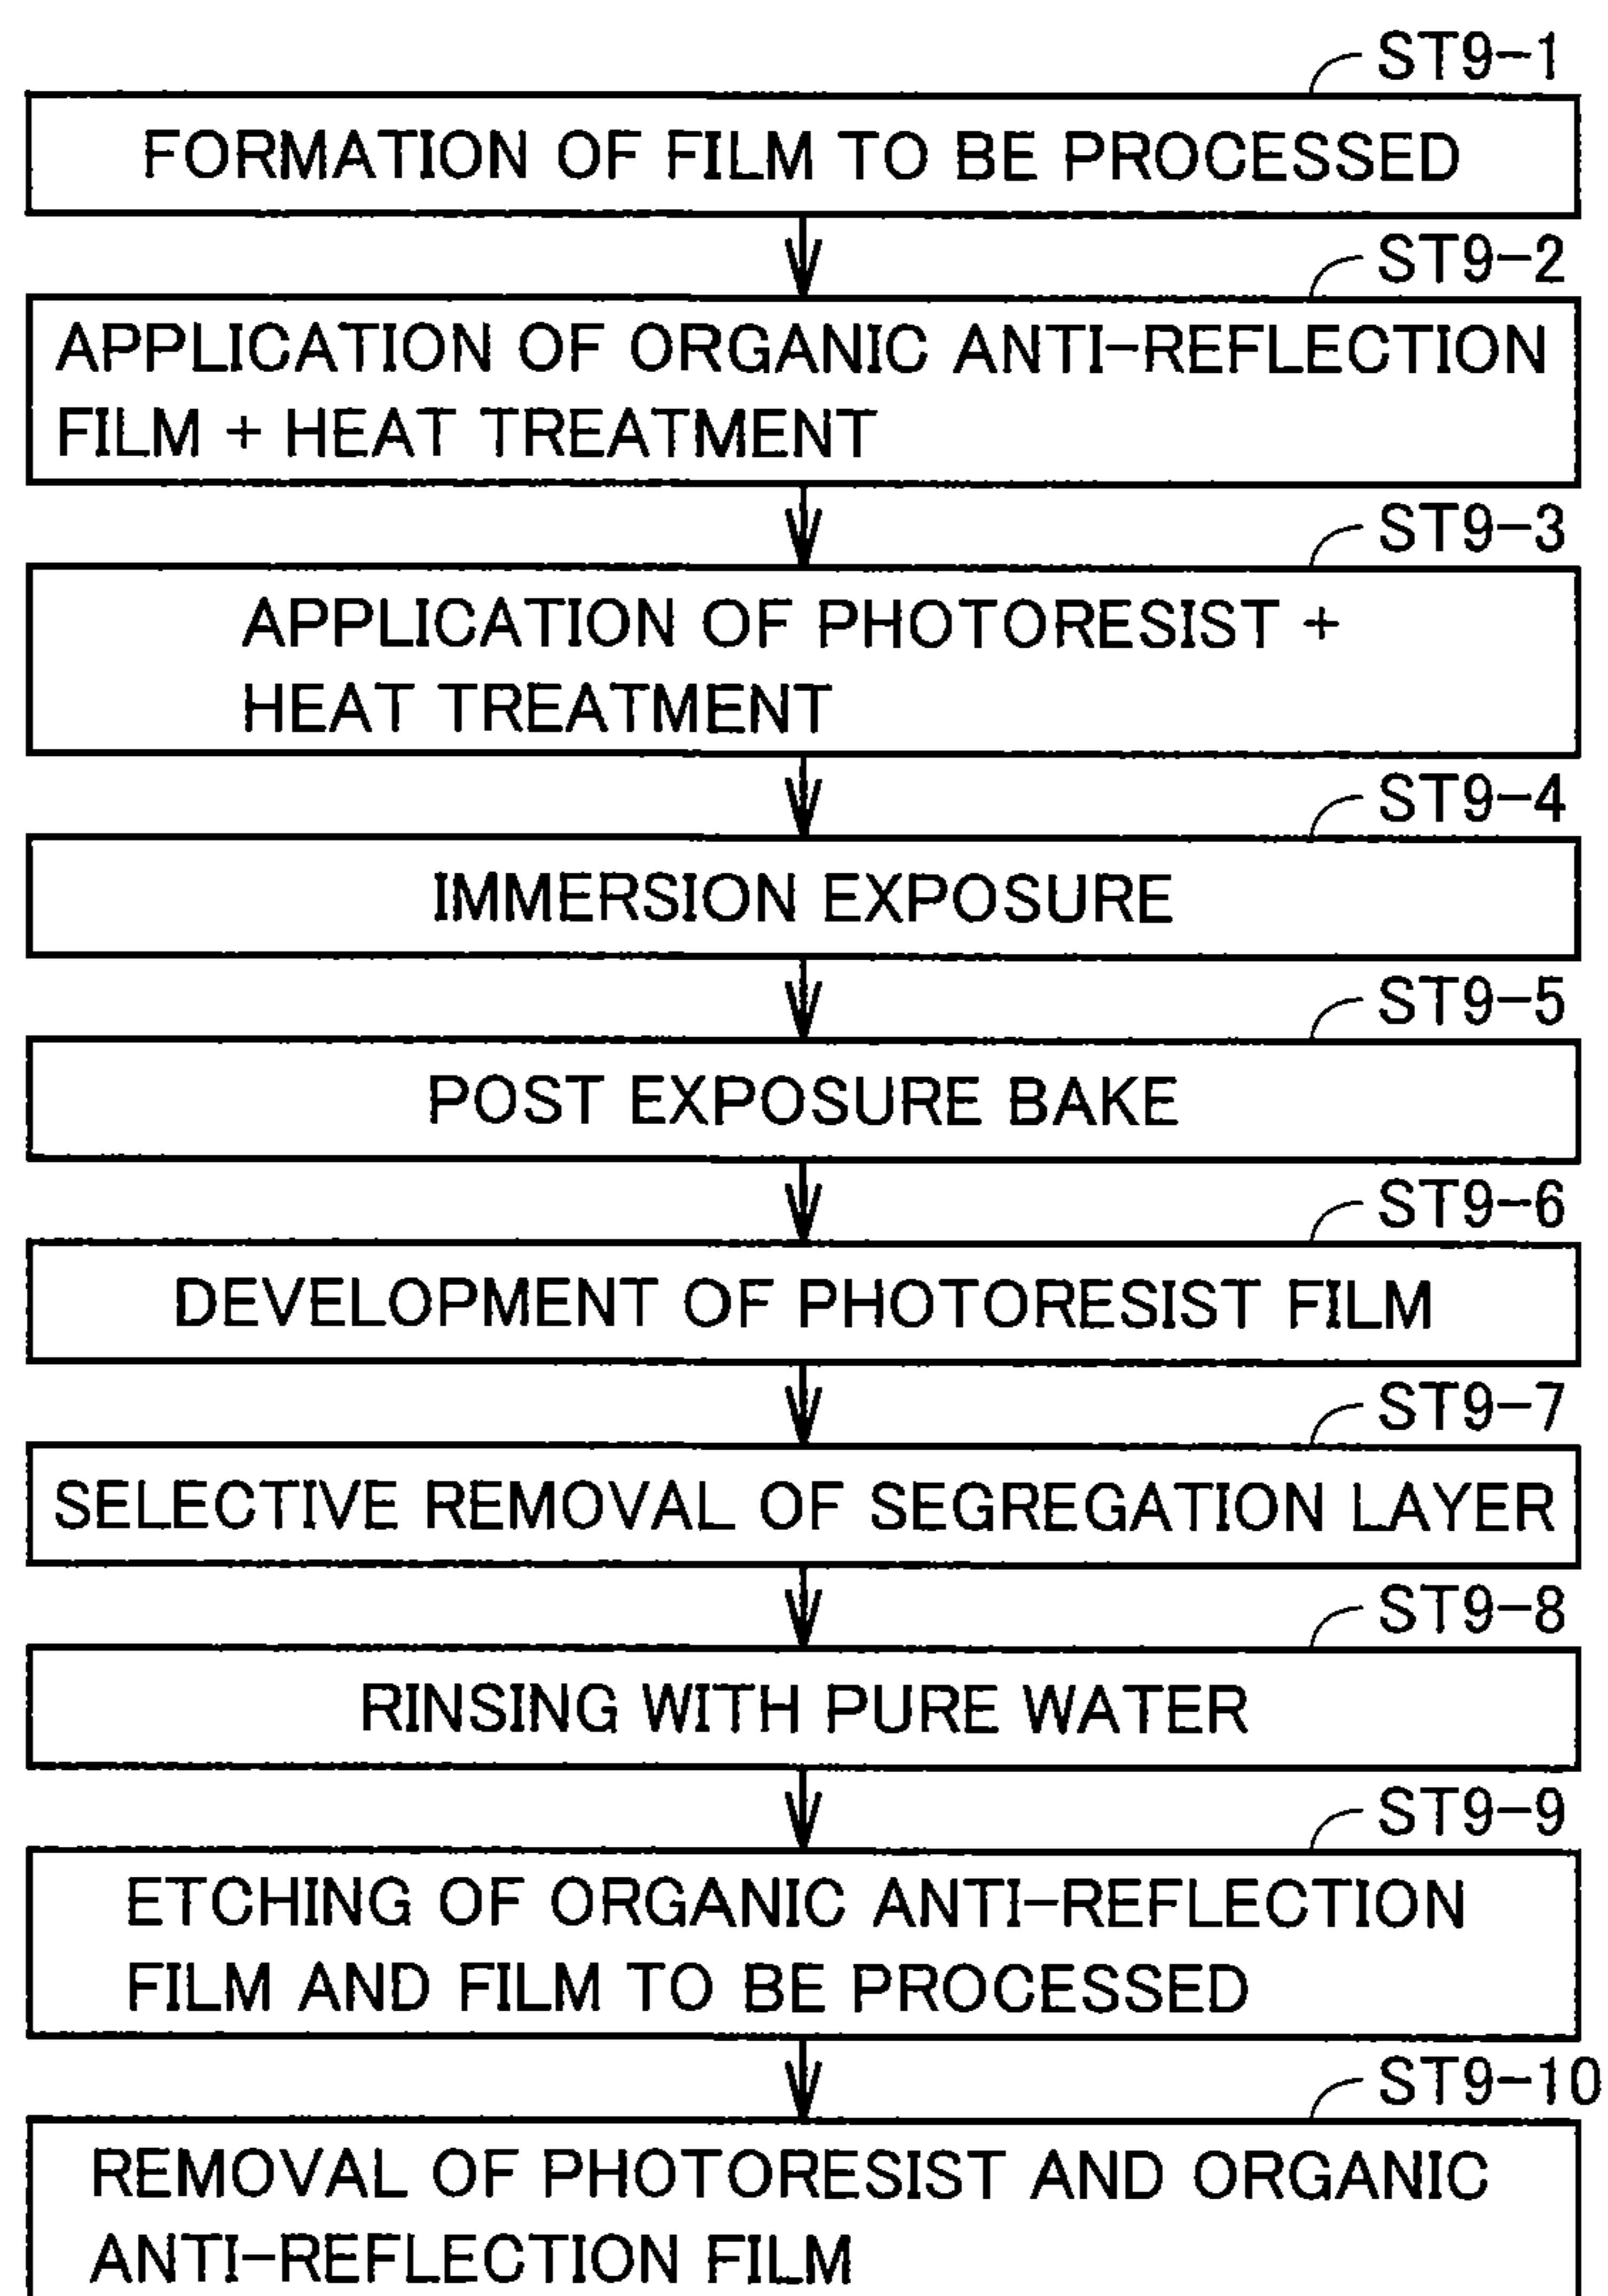 ST9-1
FORMATION OF FILM TO BE PROCESSED
ST9-2
APPLICATION OF ORGANIC ANTI-REFLECTION
FILM + HEAT TREATMENT
ST9-3
APPLICATION OF PHOTORESIST +
HEAT TREATMENT
ST9-4
IMMERSION EXPOSURE
ST9-5
POST EXPOSURE BAKE
ST9-6
DEVELOPMENT OF PHOTORESIST FILM
ST9-7
SELECTIVE REMOVAL OF SEGREGATION LAYER
ST9-8
RINSING WITH PURE WATER
ST9-9
ETCHING OF ORGANIC ANTI-REFLECTION
FILM AND FILM TO BE PROCESSED
ST9-10
REMOVAL OF PHOTORESIST AND ORGANIC
ANTI-REFLECTION FILM